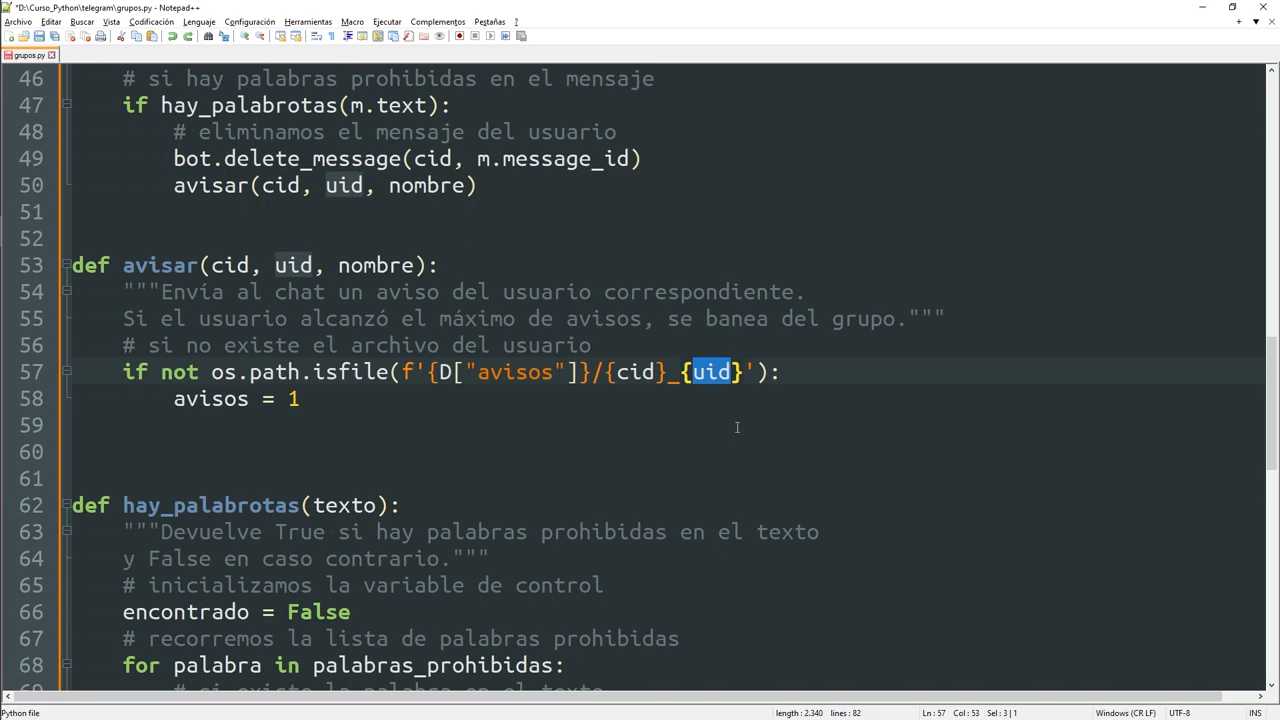 *D:\Curso_Python\telegram\grupos.py - Notepad++
Archivo Editar Buscar Vista Codificación Lenguaje Configuración Herramientas Macro Ejecutar Complementos Pestañas ?
grupos.py
46 # si hay palabras prohibidas en el mensaje
47 if hay_palabrotas(m.text):
48 # eliminamos el mensaje del usuario
49 bot.delete_message(cid, m.message_id)
50 avisar(cid, uid, nombre)
51
52
53 def avisar(cid, uid, nombre):
54 """Envía al chat un aviso del usuario correspondiente.
55 Si el usuario alcanzó el máximo de avisos, se banea del grupo."""
56 # si no existe el archivo del usuario
57 if not os.path.isfile(f'{D["avisos"]}/{cid}_{uid}'):
58 avisos = 1
59
60
61
62 def hay_palabrotas(texto):
63 """Devuelve True si hay palabras prohibidas en el texto
64 y False en caso contrario."""
65 # inicializamos la variable de control
66 encontrado = False
67 # recorremos la lista de palabras prohibidas
68 for palabra in palabras_prohibidas:
69 # si existe la palabra en el texto
Python file length : 2.340 lines : 82 Ln : 57 Col : 53 Sel : 3 | 1 Windows (CR LF) UTF-8 INS